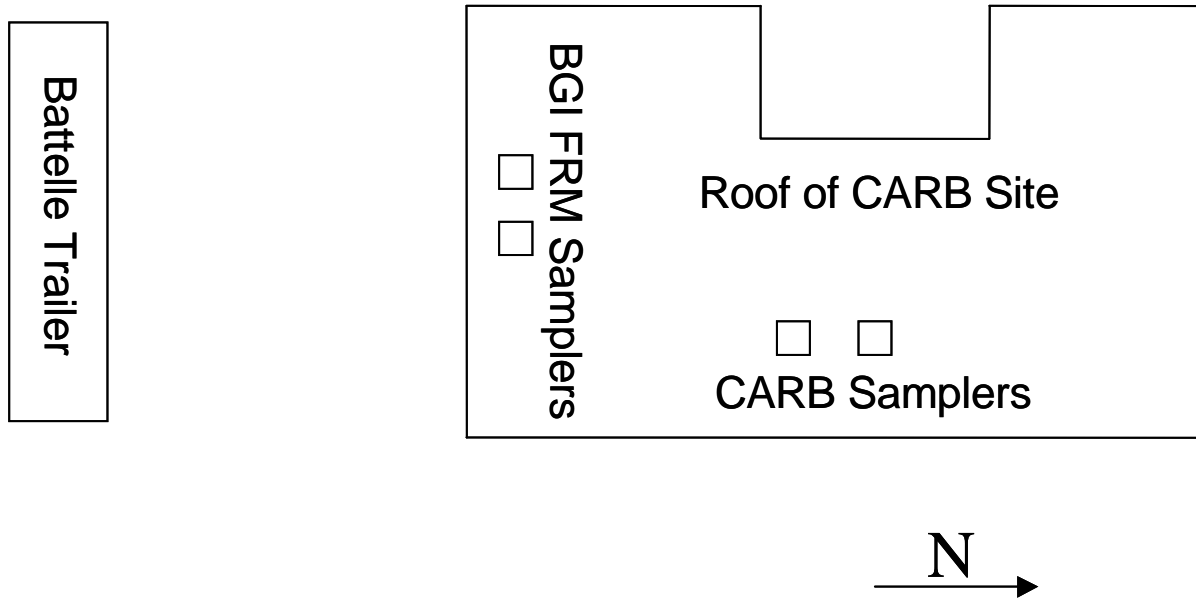 Battelle Trailer
BGI FRM Samplers
Roof of CARB Site
CARB Samplers
N